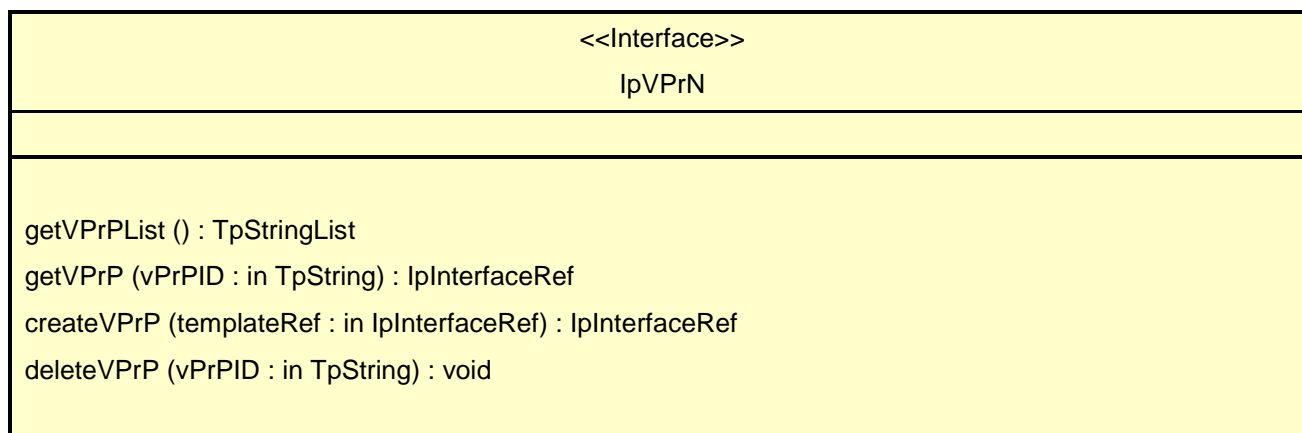 <<Interface>>
IpVPrN
getVPrPList () : TpStringList
getVPrP (vPrPID : in TpString) : IpInterfaceRef
createVPrP (templateRef : in IpInterfaceRef) : IpInterfaceRef
deleteVPrP (vPrPID : in TpString) : void